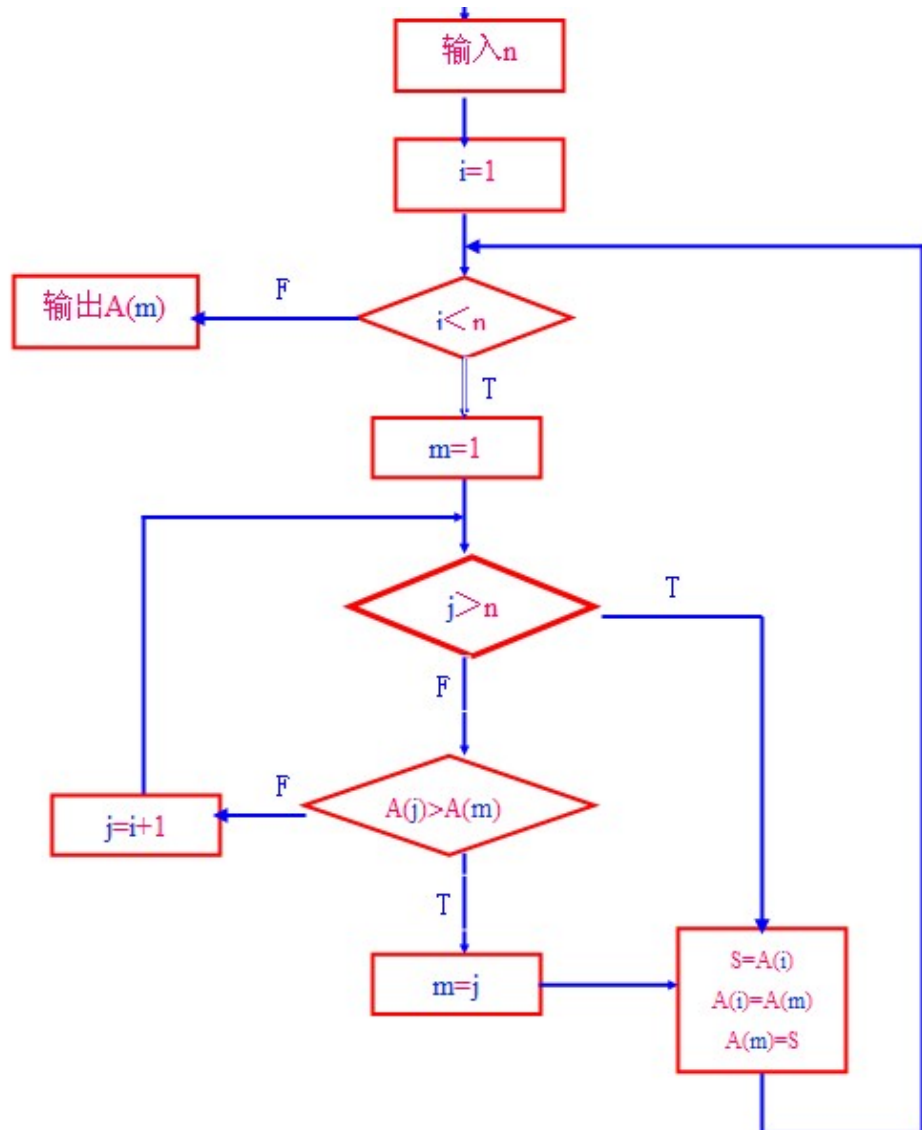 输入n
i=1
i＜n
F
输出A(m)
T
m=1
j＞n
T
F
A(j)>A(m)
F
j=i+1
T
m=j
S=A(i)
A(i)=A(m)
A(m)=S